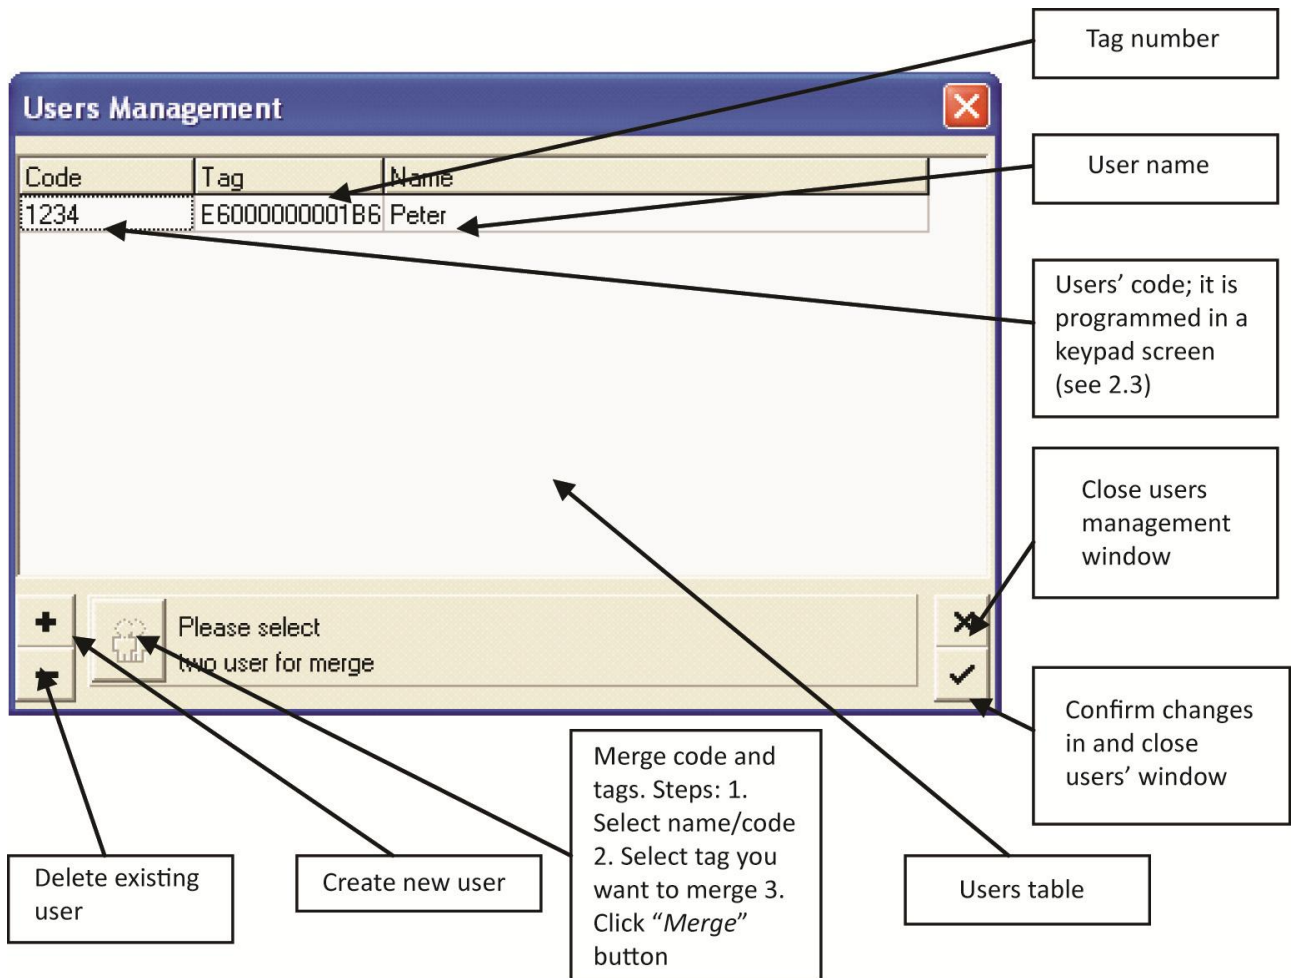 Tag number
Users Management
User name
Code Tag Name
1234 E6000000001B6 Peter
Users’ code; it is
programmed in a
keypad screen
(see 2.3)
Close users
management
window
Please select
two user for merge
Confirm changes
in and close
users’ window
Merge code and
tags. Steps: 1.
Select name/code
2. Select tag you
want to merge 3.
Click “Merge”
button
Delete existing
user
Create new user
Users table